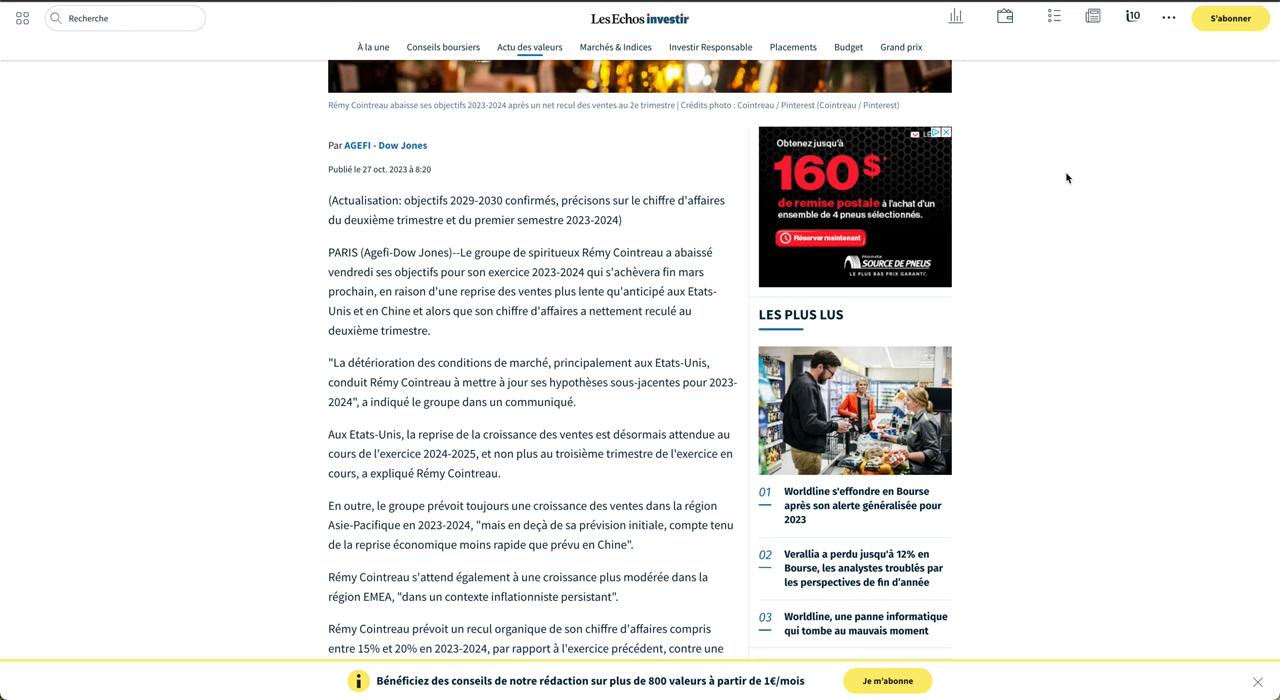 Recherche
Les Echos investir
i10
S'abonner
À la une
Conseils boursiers
Actu des valeurs
Marchés & Indices
Investir Responsable
Placements
Budget
Grand prix
Rémy Cointreau abaisse ses objectifs 2023-2024 après un net recul des ventes au 2e trimestre | Crédits photo : Cointreau / Pinterest (Cointreau / Pinterest)
Par AGEFI - Dow Jones
Publié le 27 oct. 2023 à 8:20
(Actualisation: objectifs 2029-2030 confirmés, précisons sur le chiffre d'affaires
du deuxième trimestre et du premier semestre 2023-2024)
PARIS (Agefi-Dow Jones)--Le groupe de spiritueux Rémy Cointreau a abaissé
vendredi ses objectifs pour son exercice 2023-2024 qui s'achèvera fin mars
prochain, en raison d'une reprise des ventes plus lente qu'anticipé aux Etats-
Unis et en Chine et alors que son chiffre d'affaires a nettement reculé au
deuxième trimestre.
"La détérioration des conditions de marché, principalement aux Etats-Unis,
conduit Rémy Cointreau à mettre à jour ses hypothèses sous-jacentes pour 2023-
2024", a indiqué le groupe dans un communiqué.
Aux Etats-Unis, la reprise de la croissance des ventes est désormais attendue au
cours de l'exercice 2024-2025, et non plus au troisième trimestre de l'exercice en
cours, a expliqué Rémy Cointreau.
En outre, le groupe prévoit toujours une croissance des ventes dans la région
Asie-Pacifique en 2023-2024, "mais en deçà de sa prévision initiale, compte tenu
de la reprise économique moins rapide que prévu en Chine".
Rémy Cointreau s'attend également à une croissance plus modérée dans la
région EMEA, "dans un contexte inflationniste persistant".
Rémy Cointreau prévoit un recul organique de son chiffre d'affaires compris
entre 15% et 20% en 2023-2024, par rapport à l'exercice précédent, contre une
Obtenez jusqu'à
160$*
de remise postale à l'achat d'un
ensemble de 4 pneus sélectionnés.
Réserver maintenant
Honda
SOURCE DE PNEUS
LE PLUS BAS PRIX GARANTI.
LES PLUS LUS
01
Worldline s'effondre en Bourse
après son alerte généralisée pour
2023
02
Verallia a perdu jusqu'à 12% en
Bourse, les analystes troublés par
les perspectives de fin d'année
03
Worldline, une panne informatique
qui tombe au mauvais moment
Bénéficiez des conseils de notre rédaction sur plus de 800 valeurs à partir de 1€/mois
Je m'abonne